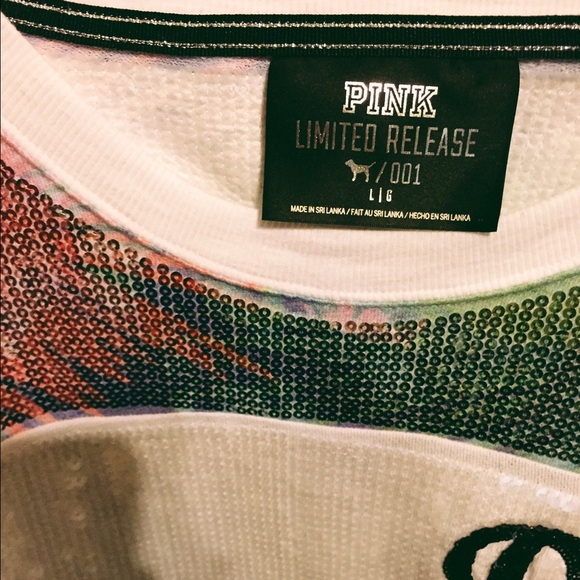 PINK
LIMITED RELEASE
/001
L|G
MADE IN SRI LANKA / FAIT AU SRI LANKA / HECHO EN SRI LANKA